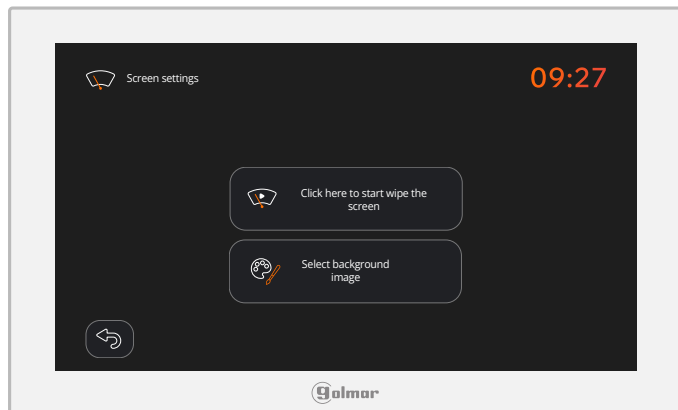 Screen settings
09:27
Click here to start wipe the
screen
Select background
image
golmar